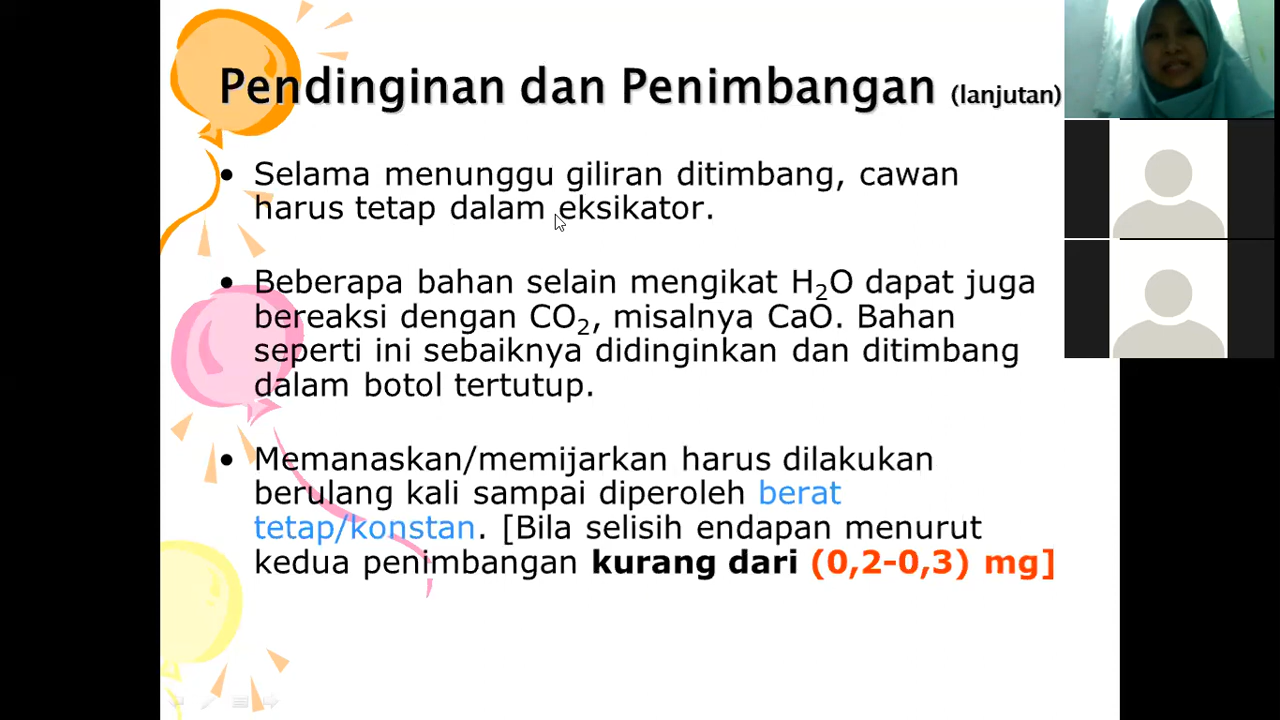 Pendinginan dan Penimbangan (lanjutan)
• Selama menunggu giliran ditimbang, cawan
harus tetap dalam eksikator.
• Beberapa bahan selain mengikat H₂O dapat juga
bereaksi dengan CO₂, misalnya CaO. Bahan
seperti ini sebaiknya didinginkan dan ditimbang
dalam botol tertutup.
• Memanaskan/memijarkan harus dilakukan
berulang kali sampai diperoleh berat
tetap/konstan. [Bila selisih endapan menurut
kedua penimbangan kurang dari (0,2-0,3) mg]